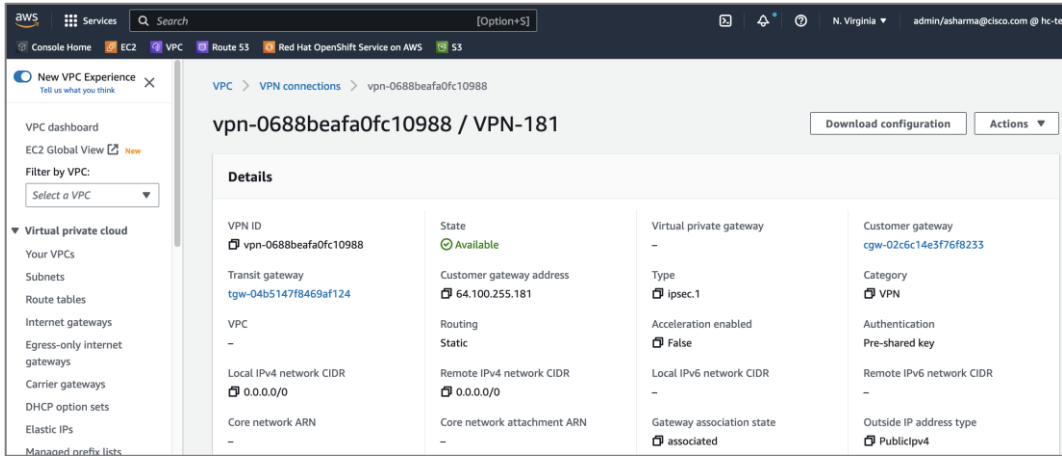 aws Services Search [Option+S] N. Virginia ▼ admin/asharma@cisco.com @ hc-te
Console Home EC2 VPC Route 53 Red Hat OpenShift Service on AWS S3
New VPC Experience
Tell us what you think
VPC dashboard
EC2 Global View New
Filter by VPC:
Select a VPC
Virtual private cloud
Your VPCs
Subnets
Route tables
Internet gateways
Egress-only internet
gateways
Carrier gateways
DHCP option sets
Elastic IPs
Managed prefix lists
VPC > VPN connections > vpn-0688beafa0fc10988
vpn-0688beafa0fc10988 / VPN-181
Download configuration Actions ▼
Details
VPN ID State Virtual private gateway Customer gateway
vpn-0688beafa0fc10988 Available – cgw-02c6c14e3f76f8233
Transit gateway Customer gateway address Type Category
tgw-04b5147f8469af124 64.100.255.181 ipsec.1 VPN
VPC Routing Acceleration enabled Authentication
– Static False Pre-shared key
Local IPv4 network CIDR Remote IPv4 network CIDR Local IPv6 network CIDR Remote IPv6 network CIDR
0.0.0.0/0 0.0.0.0/0 – –
Core network ARN Core network attachment ARN Gateway association state Outside IP address type
– – associated PublicIpv4